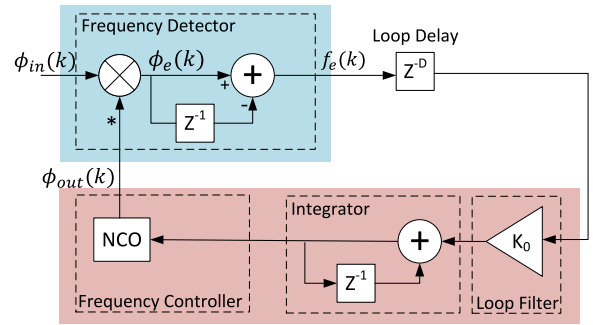 Frequency Detector
ϕin(k)
ϕe(k)
+
+
-
fe(k)
Loop Delay
Z-D
*
Z-1
ϕout(k)
NCO
Frequency Controller
Integrator
+
Z-1
K0
Loop Filter